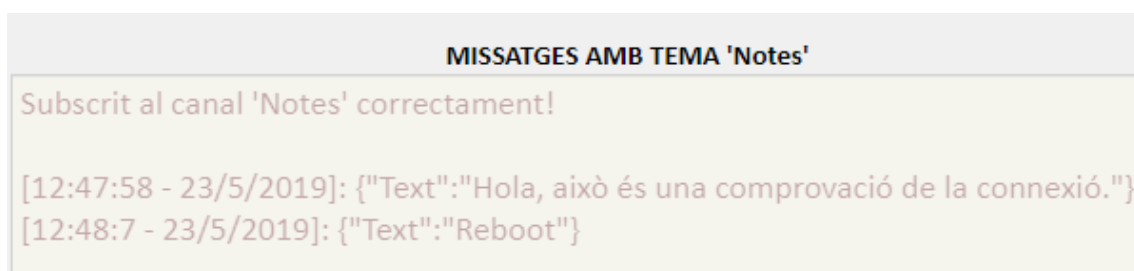 MISSATGES AMB TEMA 'Notes'
Subscrit al canal 'Notes' correctament!
[12:47:58 - 23/5/2019]: {"Text":"Hola, això és una comprovació de la connexió."}
[12:48:7 - 23/5/2019]: {"Text":"Reboot"}